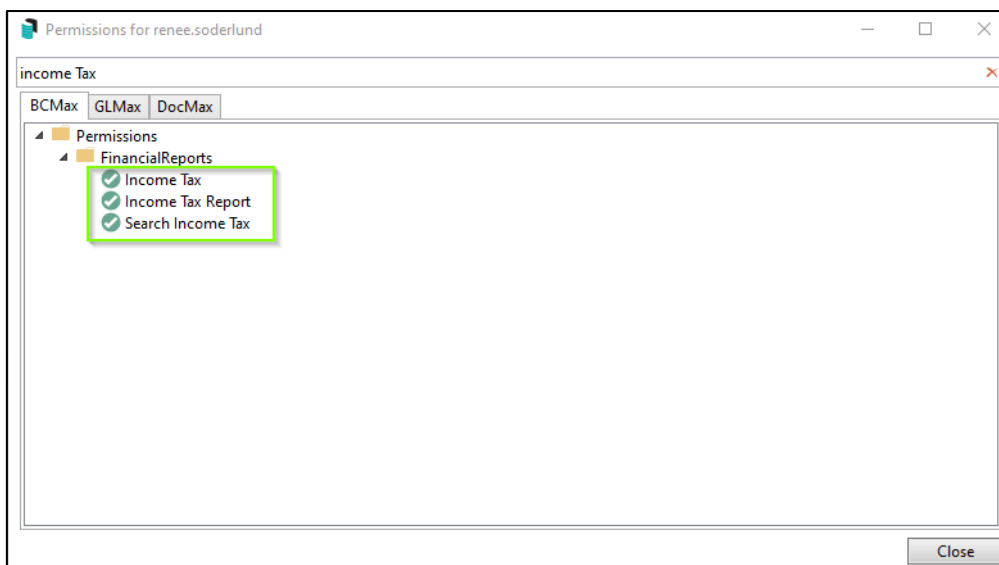 Permissions for renee.soderlund
income Tax
BCMax GLMax DocMax
Permissions
FinancialReports
Income Tax
Income Tax Report
Search Income Tax
Close